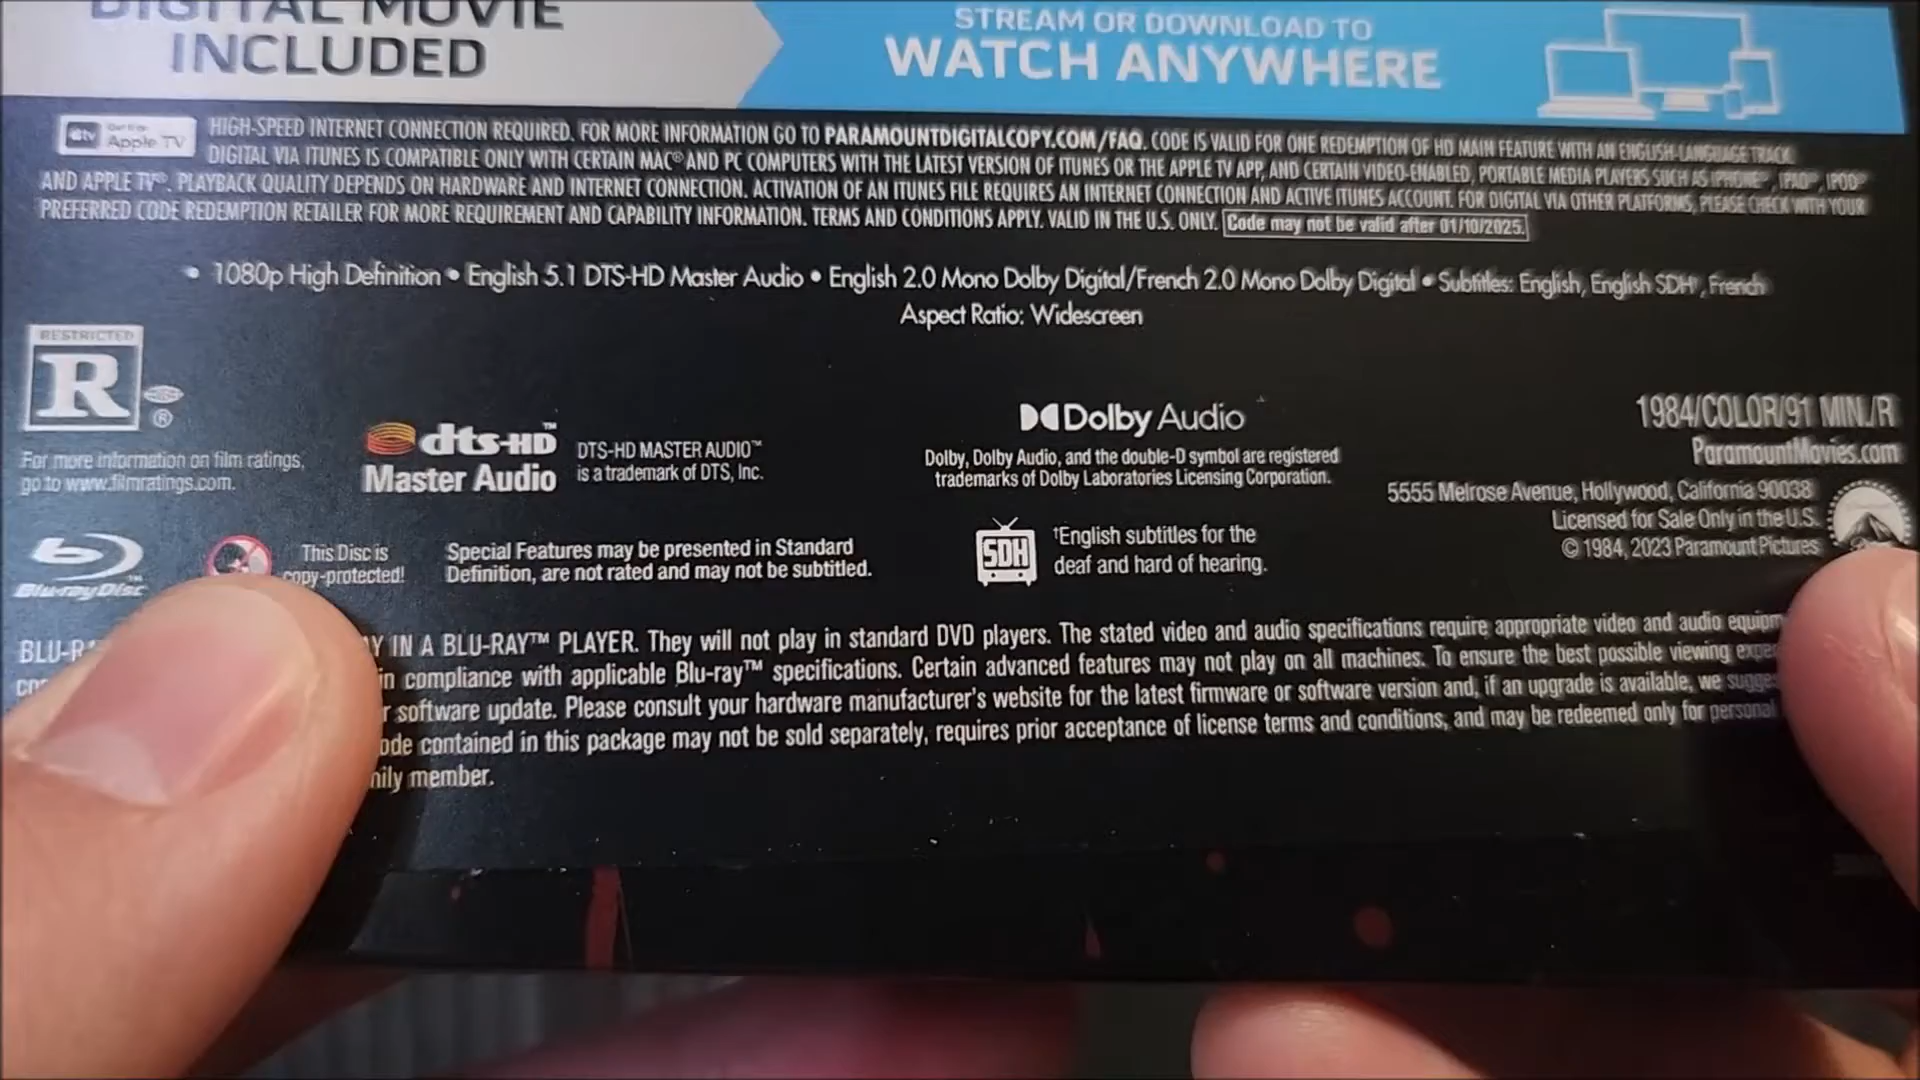 DIGITAL MOVIE
INCLUDED
STREAM OR DOWNLOAD TO
WATCH ANYWHERE
tv Apple TV
HIGH-SPEED INTERNET CONNECTION REQUIRED. FOR MORE INFORMATION GO TO PARAMOUNTDIGITALCOPY.COM/FAQ. CODE IS VALID FOR ONE REDEMPTION OF HD MAIN FEATURE WITH AN ENGLISH-LANGUAGE TRACK.
DIGITAL VIA ITUNES IS COMPATIBLE ONLY WITH CERTAIN MAC® AND PC COMPUTERS WITH THE LATEST VERSION OF ITUNES OR THE APPLE TV APP, AND CERTAIN VIDEO-ENABLED, PORTABLE MEDIA PLAYERS SUCH AS IPHONE®, IPAD®, IPOD®
AND APPLE TV®. PLAYBACK QUALITY DEPENDS ON HARDWARE AND INTERNET CONNECTION. ACTIVATION OF AN ITUNES FILE REQUIRES AN INTERNET CONNECTION AND ACTIVE ITUNES ACCOUNT. FOR DIGITAL VIA OTHER PLATFORMS, PLEASE CHECK WITH YOUR
PREFERRED CODE REDEMPTION RETAILER FOR MORE REQUIREMENT AND CAPABILITY INFORMATION. TERMS AND CONDITIONS APPLY. VALID IN THE U.S. ONLY. Code may not be valid after 01/10/2025.
• 1080p High Definition • English 5.1 DTS-HD Master Audio • English 2.0 Mono Dolby Digital/French 2.0 Mono Dolby Digital • Subtitles: English, English SDH†, French
Aspect Ratio: Widescreen
RESTRICTED
R
®
For more information on film ratings,
go to www.filmratings.com.
dts-HD™
Master Audio
DTS-HD MASTER AUDIO™
is a trademark of DTS, Inc.
Dolby Audio™
Dolby, Dolby Audio, and the double-D symbol are registered
trademarks of Dolby Laboratories Licensing Corporation.
1984/COLOR/91 MIN./R
ParamountMovies.com
5555 Melrose Avenue, Hollywood, California 90038
Licensed for Sale Only in the U.S.
© 1984, 2023 Paramount Pictures
Blu-ray Disc™
This Disc is
copy-protected!
Special Features may be presented in Standard
Definition, are not rated and may not be subtitled.
SDH
†English subtitles for the
deaf and hard of hearing.
BLU-R Y IN A BLU-RAY™ PLAYER. They will not play in standard DVD players. The stated video and audio specifications require appropriate video and audio equipm
in compliance with applicable Blu-ray™ specifications. Certain advanced features may not play on all machines. To ensure the best possible viewing expe
r software update. Please consult your hardware manufacturer's website for the latest firmware or software version and, if an upgrade is available, we sugges
ode contained in this package may not be sold separately, requires prior acceptance of license terms and conditions, and may be redeemed only for personal
ily member.